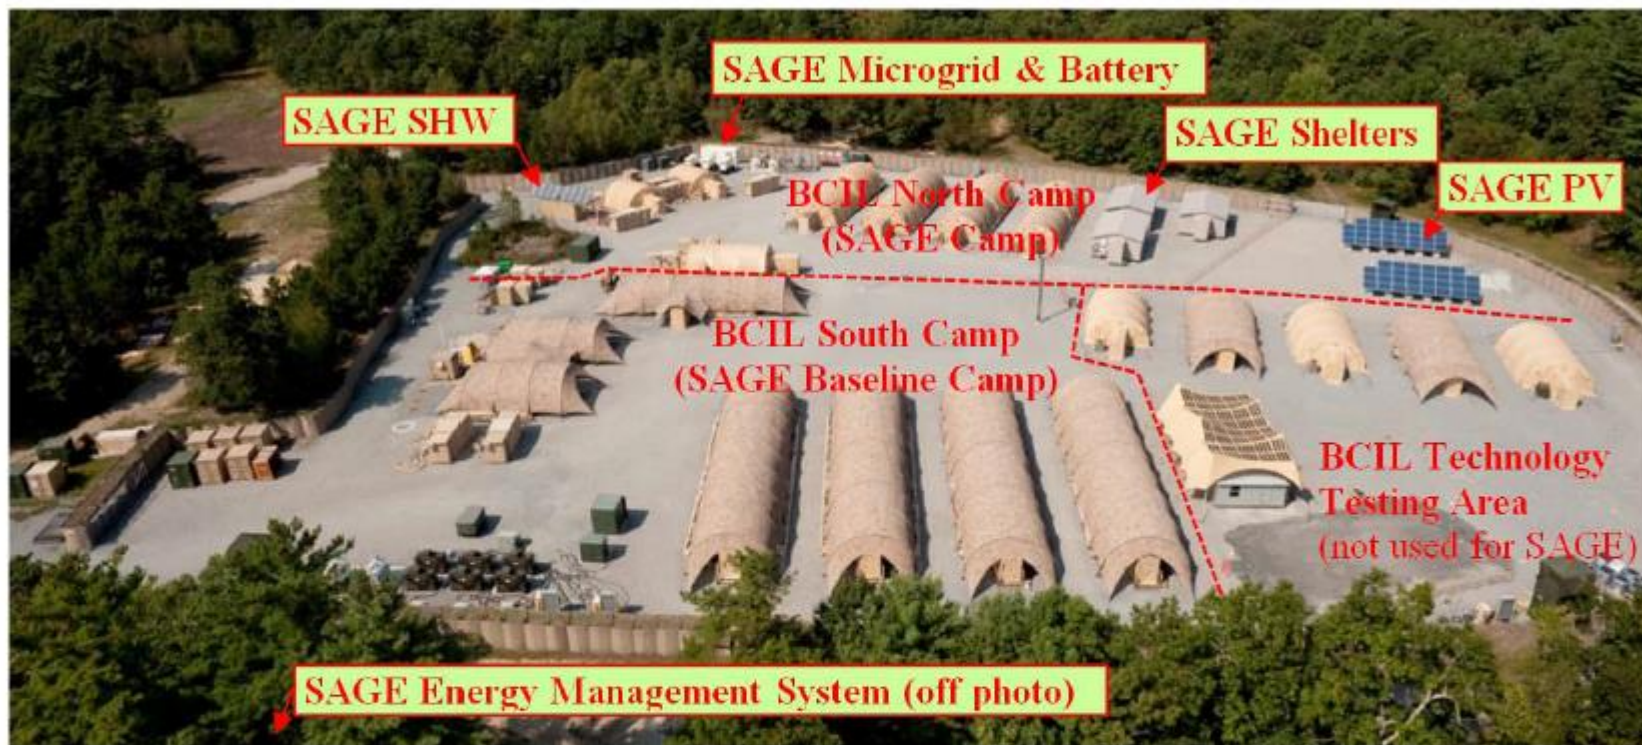 SAGE Microgrid & Battery
SAGE SHW
SAGE Shelters
SAGE PV
BCIL North Camp
(SAGE Camp)
BCIL South Camp
(SAGE Baseline Camp)
BCIL Technology
Testing Area
(not used for SAGE)
SAGE Energy Management System (off photo)